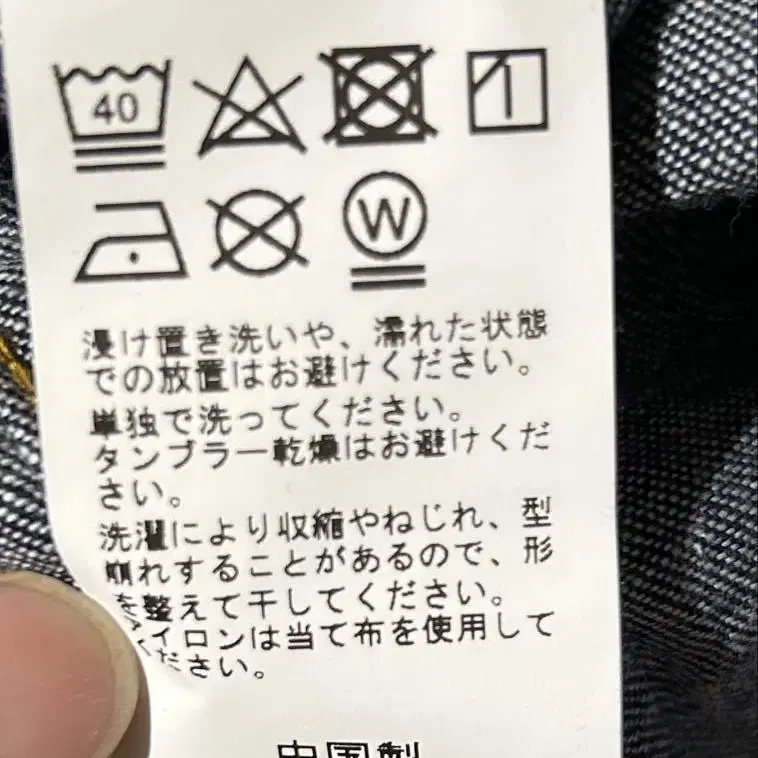 40
W
浸け置き洗いや、濡れた状態
での放置はお避けください。
単独で洗ってください。
タンブラー乾燥はお避けくだ
さい。
洗濯により収縮やねじれ、型
崩れすることがあるので、形
を整えて干してください。
アイロンは当て布を使用して
ください。
中国製